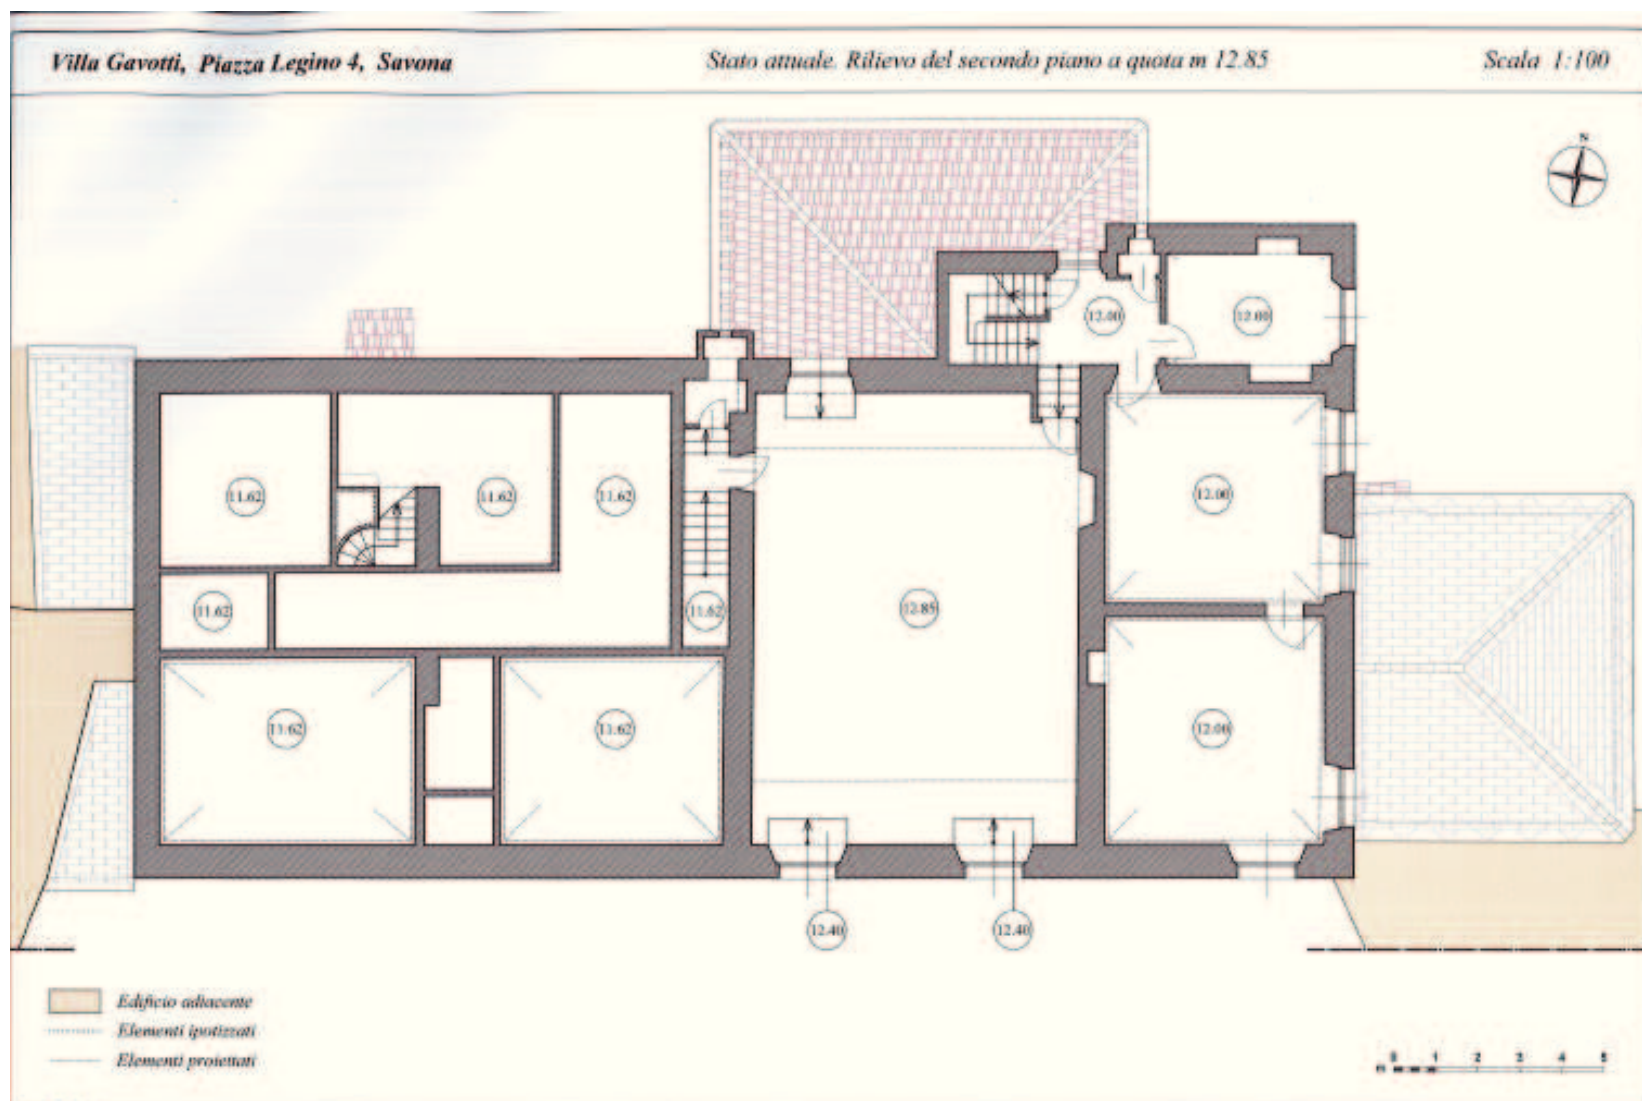 Villa Gavotti, Piazza Legino 4, Savona
Stato attuale. Rilievo del secondo piano a quota m 12.85
Scala 1:100
N
12.00
12.00
11.62
11.62
11.62
12.00
11.62
11.62
12.85
11.62
11.62
12.00
12.40
12.40
Edificio adiacente
Elementi ipotizzati
Elementi proiettati
m 0 1 2 3 4 5